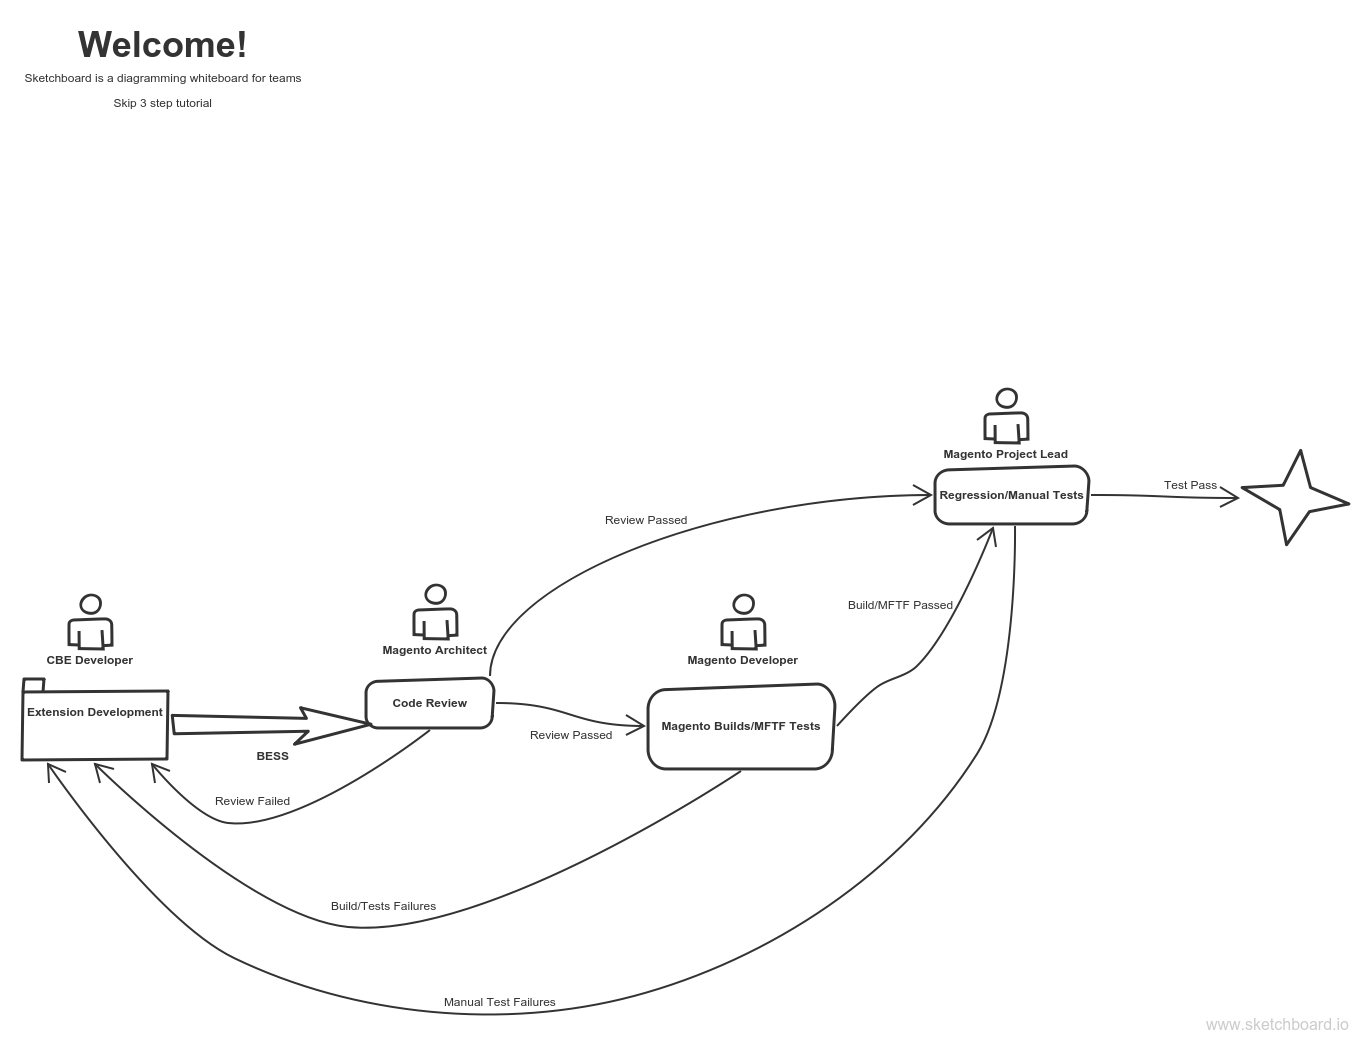 Welcome!
Sketchboard is a diagramming whiteboard for teams
Skip 3 step tutorial
Magento Project Lead
Regression/Manual Tests
Test Pass
Review Passed
Build/MFTF Passed
CBE Developer
Magento Architect
Magento Developer
Extension Development
Code Review
Magento Builds/MFTF Tests
Review Passed
BESS
Review Failed
Build/Tests Failures
Manual Test Failures
www.sketchboard.io